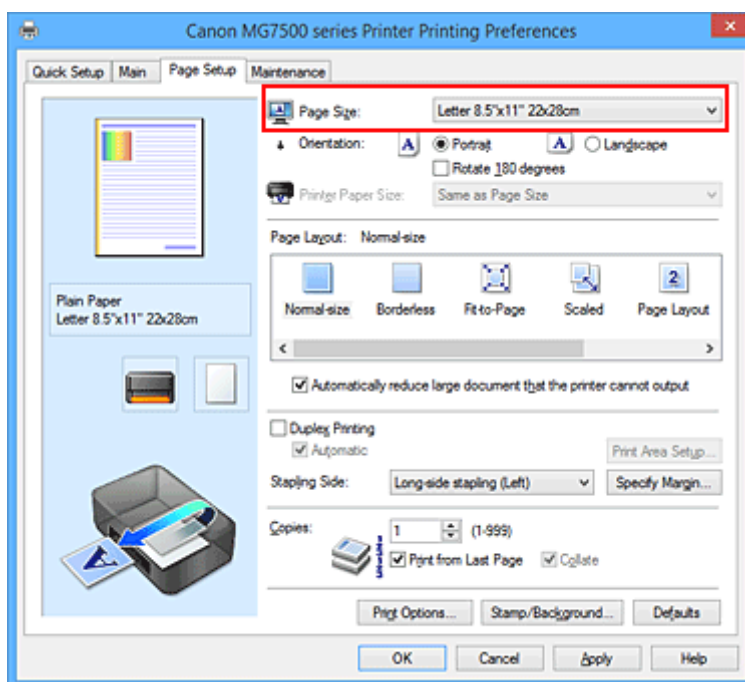 Canon MG7500 series Printer Printing Preferences
Quick Setup Main Page Setup Maintenance
Page Size: Letter 8.5"x11" 22x28cm
Orientation: A Portrait A Landscape
Rotate 180 degrees
Printer Paper Size: Same as Page Size
Page Layout: Normal-size
Normal-size Borderless Fit-to-Page Scaled Page Layout
Plain Paper
Letter 8.5"x11" 22x28cm
Automatically reduce large document that the printer cannot output
Duplex Printing
Automatic Print Area Setup...
Stapling Side: Long-side stapling (Left) Specify Margin...
Copies: 1 (1-999)
Print from Last Page Collate
Print Options... Stamp/Background... Defaults
OK Cancel Apply Help